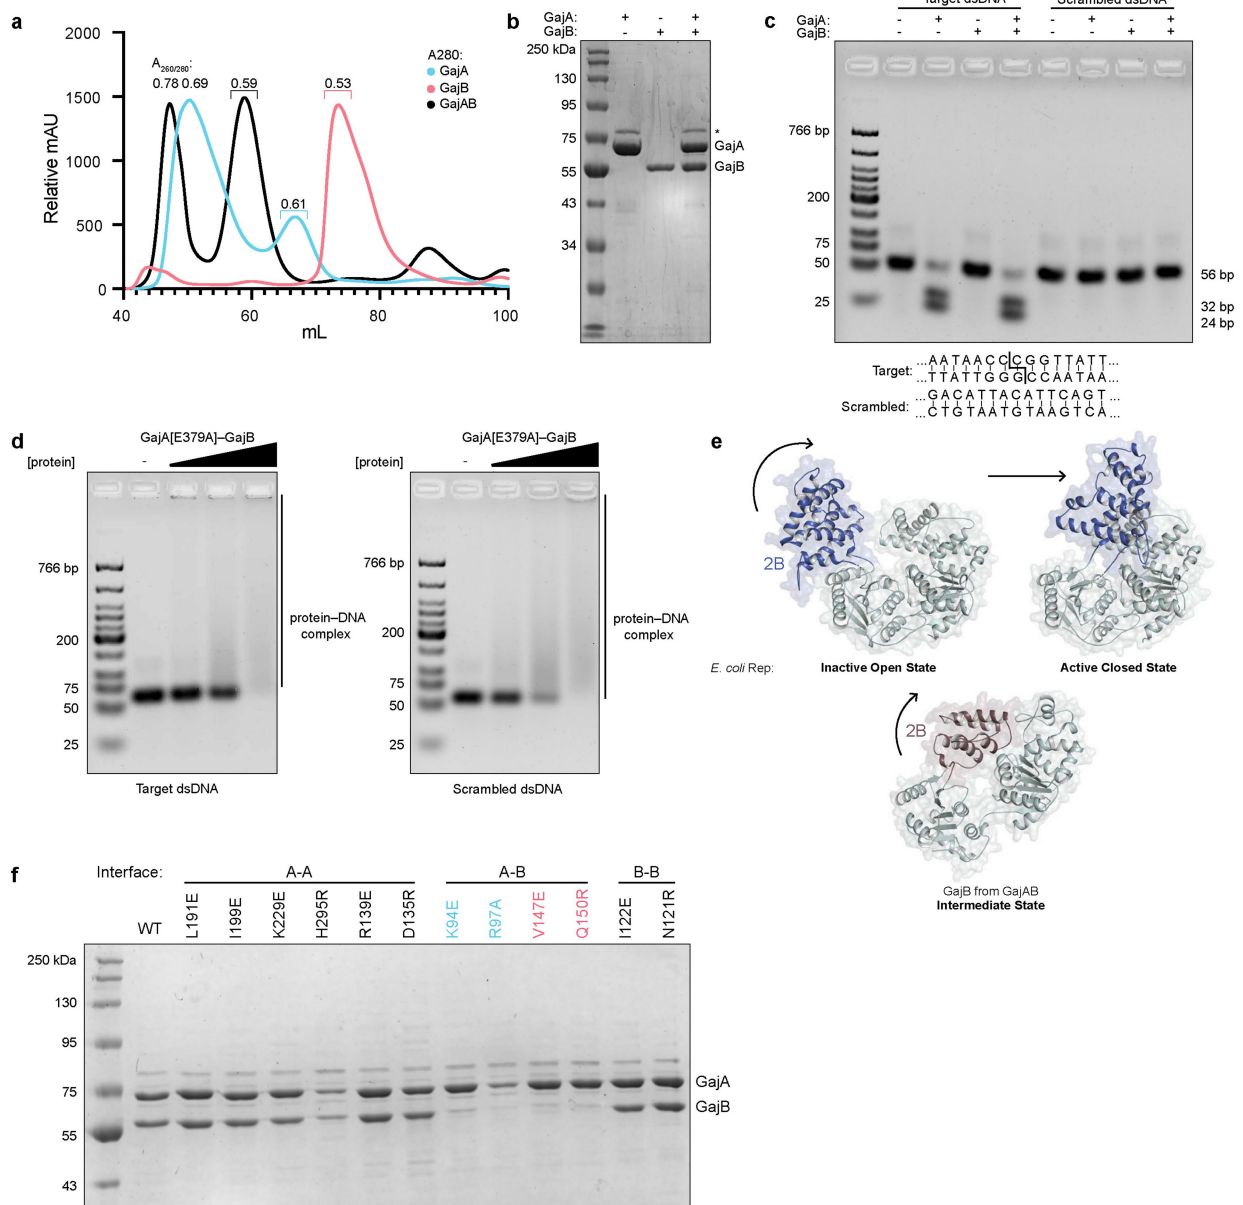 a
2000
1500
1000
500
0
Relative mAU
40
60
80
100
mL
A260/280:
0.78 0.69
0.59
0.61
0.53
A280:
GajA
GajB
GajAB
b
GajA: + - +
GajB: - + +
250 kDa
130
95
75
55
43
34
*
GajA
GajB
c
Target dsDNA
Scrambled dsDNA
GajA: - + - + - + - +
GajB: - - + + - - + +
766 bp
200
75
50
25
56 bp
32 bp
24 bp
Target:
...AATAACCCGGTTATT...
...TTATTGGGCCAATAA...
Scrambled:
...GACATTACATTCAGT...
...CTGTAATGTAAGTCA...
d
GajA[E379A]–GajB
[protein]
-
766 bp
200
75
50
25
protein–DNA
complex
Target dsDNA
GajA[E379A]–GajB
[protein]
-
766 bp
200
75
50
25
protein–DNA
complex
Scrambled dsDNA
e
2B
E. coli Rep:
Inactive Open State
Active Closed State
2B
GajB from GajAB
Intermediate State
f
Interface:
A-A
A-B
B-B
WT
L191E
I199E
K229E
H295R
R139E
D135R
K94E
R97A
V147E
Q150R
I122E
N121R
250 kDa
130
95
75
55
43
GajA
GajB